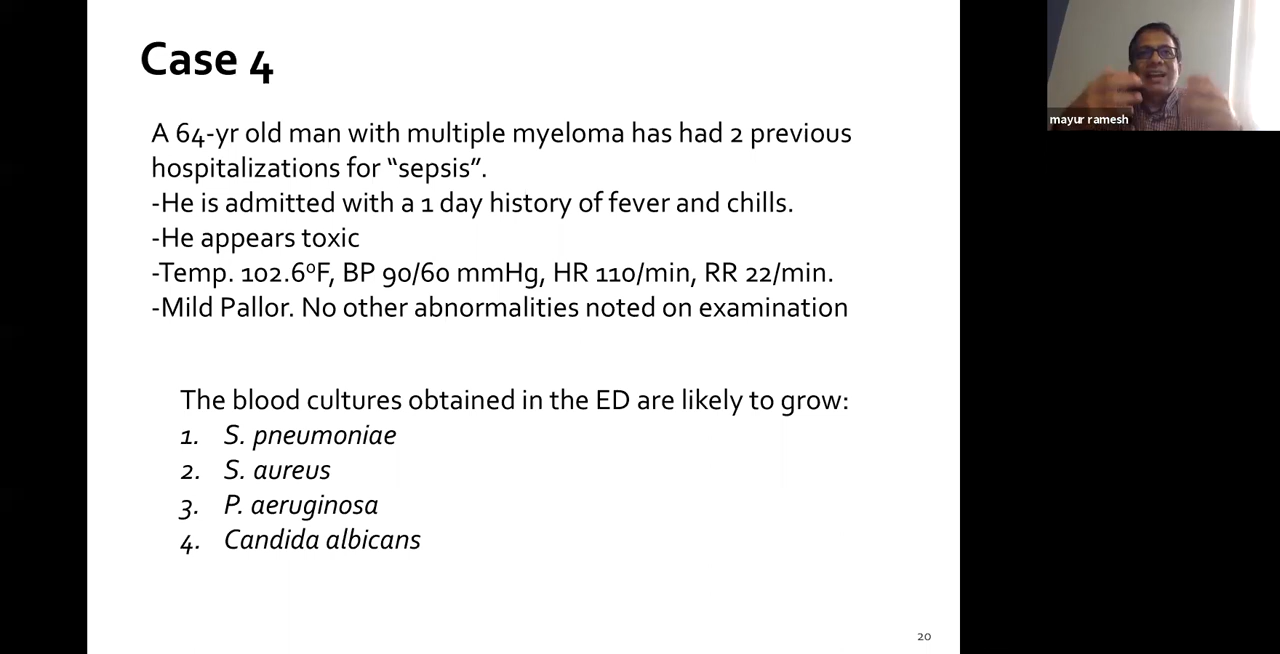 Case 4
mayur ramesh
A 64-yr old man with multiple myeloma has had 2 previous
hospitalizations for “sepsis”.
-He is admitted with a 1 day history of fever and chills.
-He appears toxic
-Temp. 102.6ºF, BP 90/60 mmHg, HR 110/min, RR 22/min.
-Mild Pallor. No other abnormalities noted on examination
The blood cultures obtained in the ED are likely to grow:
1. S. pneumoniae
2. S. aureus
3. P. aeruginosa
4. Candida albicans
20